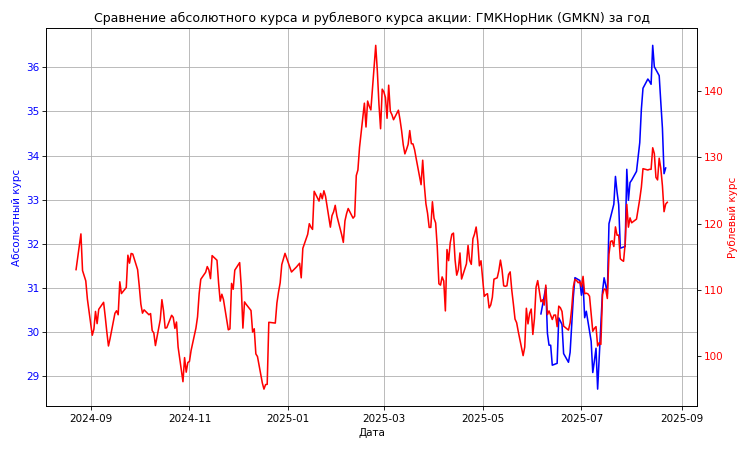 Сравнение абсолютного курса и рублевого курса акции: ГМКНорНик (GMKN) за год
36
35
34
33
32
31
30
29
Абсолютный курс
140
130
120
110
100
Рублевый курс
2024-09 2024-11 2025-01 2025-03 2025-05 2025-07 2025-09
Дата